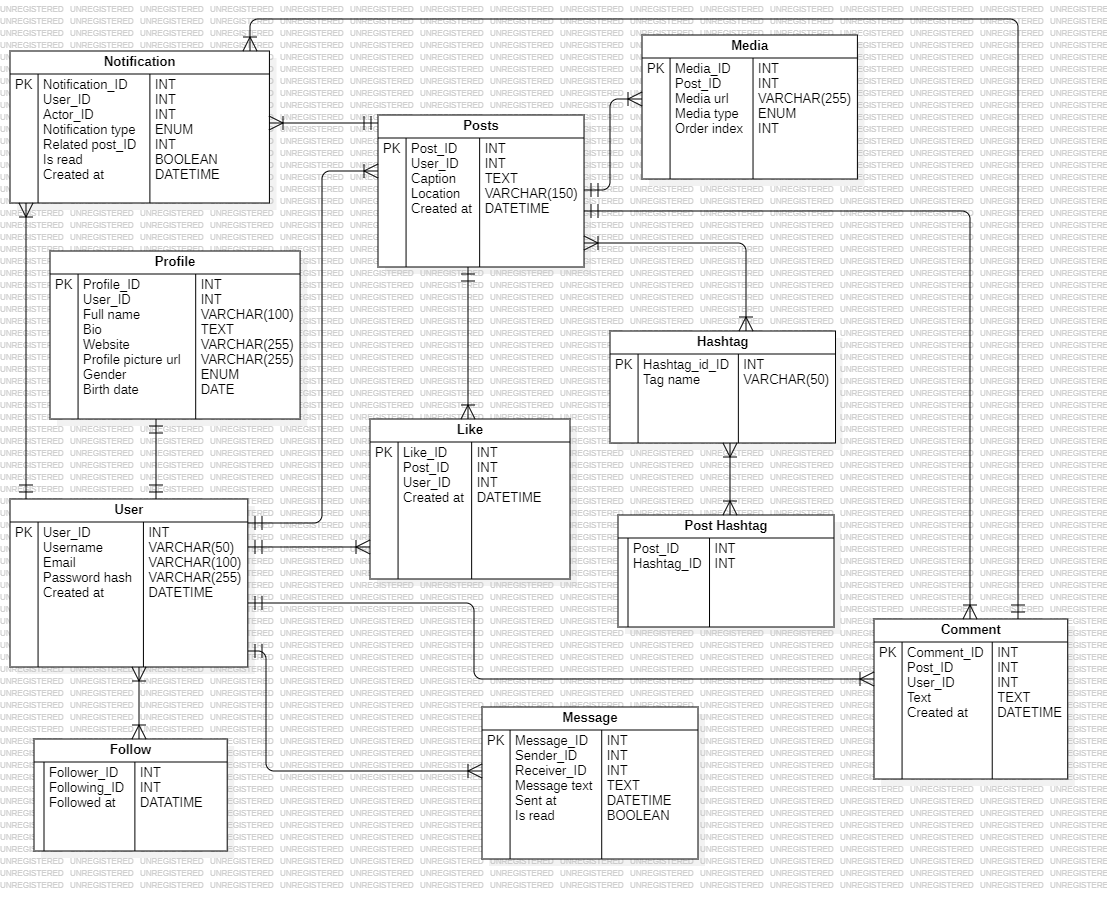 Notification
PK Notification_ID INT
User_ID INT
Actor_ID INT
Notification type ENUM
Related post_ID INT
Is read BOOLEAN
Created at DATETIME
Media
PK Media_ID INT
Post_ID INT
Media url VARCHAR(255)
Media type ENUM
Order index INT
Posts
PK Post_ID INT
User_ID INT
Caption TEXT
Location VARCHAR(150)
Created at DATETIME
Profile
PK Profile_ID INT
User_ID INT
Full name VARCHAR(100)
Bio TEXT
Website VARCHAR(255)
Profile picture url VARCHAR(255)
Gender ENUM
Birth date DATE
Hashtag
PK Hashtag_id_ID INT
Tag name VARCHAR(50)
Like
PK Like_ID INT
Post_ID INT
User_ID INT
Created at DATETIME
User
PK User_ID INT
Username VARCHAR(50)
Email VARCHAR(100)
Password hash VARCHAR(255)
Created at DATETIME
Post Hashtag
Post_ID INT
Hashtag_ID INT
Comment
PK Comment_ID INT
Post_ID INT
User_ID INT
Text TEXT
Created at DATETIME
Message
PK Message_ID INT
Sender_ID INT
Receiver_ID INT
Message text TEXT
Sent at DATETIME
Is read BOOLEAN
Follow
Follower_ID INT
Following_ID INT
Followed at DATATIME
UNREGISTERED